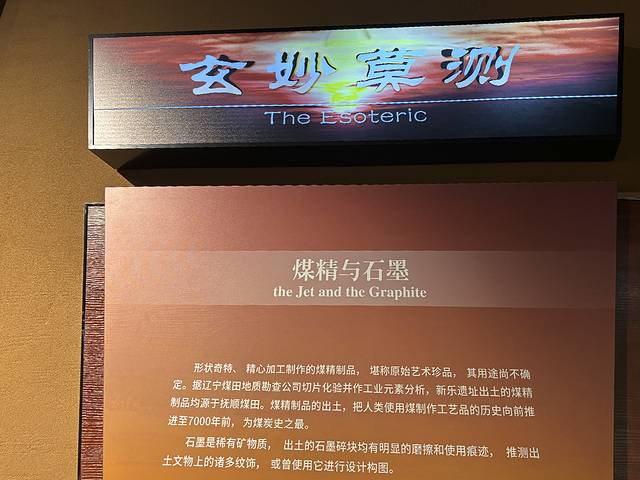 玄妙莫测
The Esoteric
煤精与石墨
the Jet and the Graphite
形状奇特、精心加工制作的煤精制品，堪称原始艺术珍品，其用途尚不确
定。据辽宁煤田地质勘查公司切片化验并作工业元素分析，新乐遗址出土的煤精
制品均源于抚顺煤田。煤精制品的出土，把人类使用煤制作工艺品的历史向前推
进至7000年前，为煤炭史之最。
石墨是稀有矿物质，出土的石墨碎块均有明显的磨擦和使用痕迹，推测出
土文物上的诸多纹饰，或曾使用它进行设计构图。